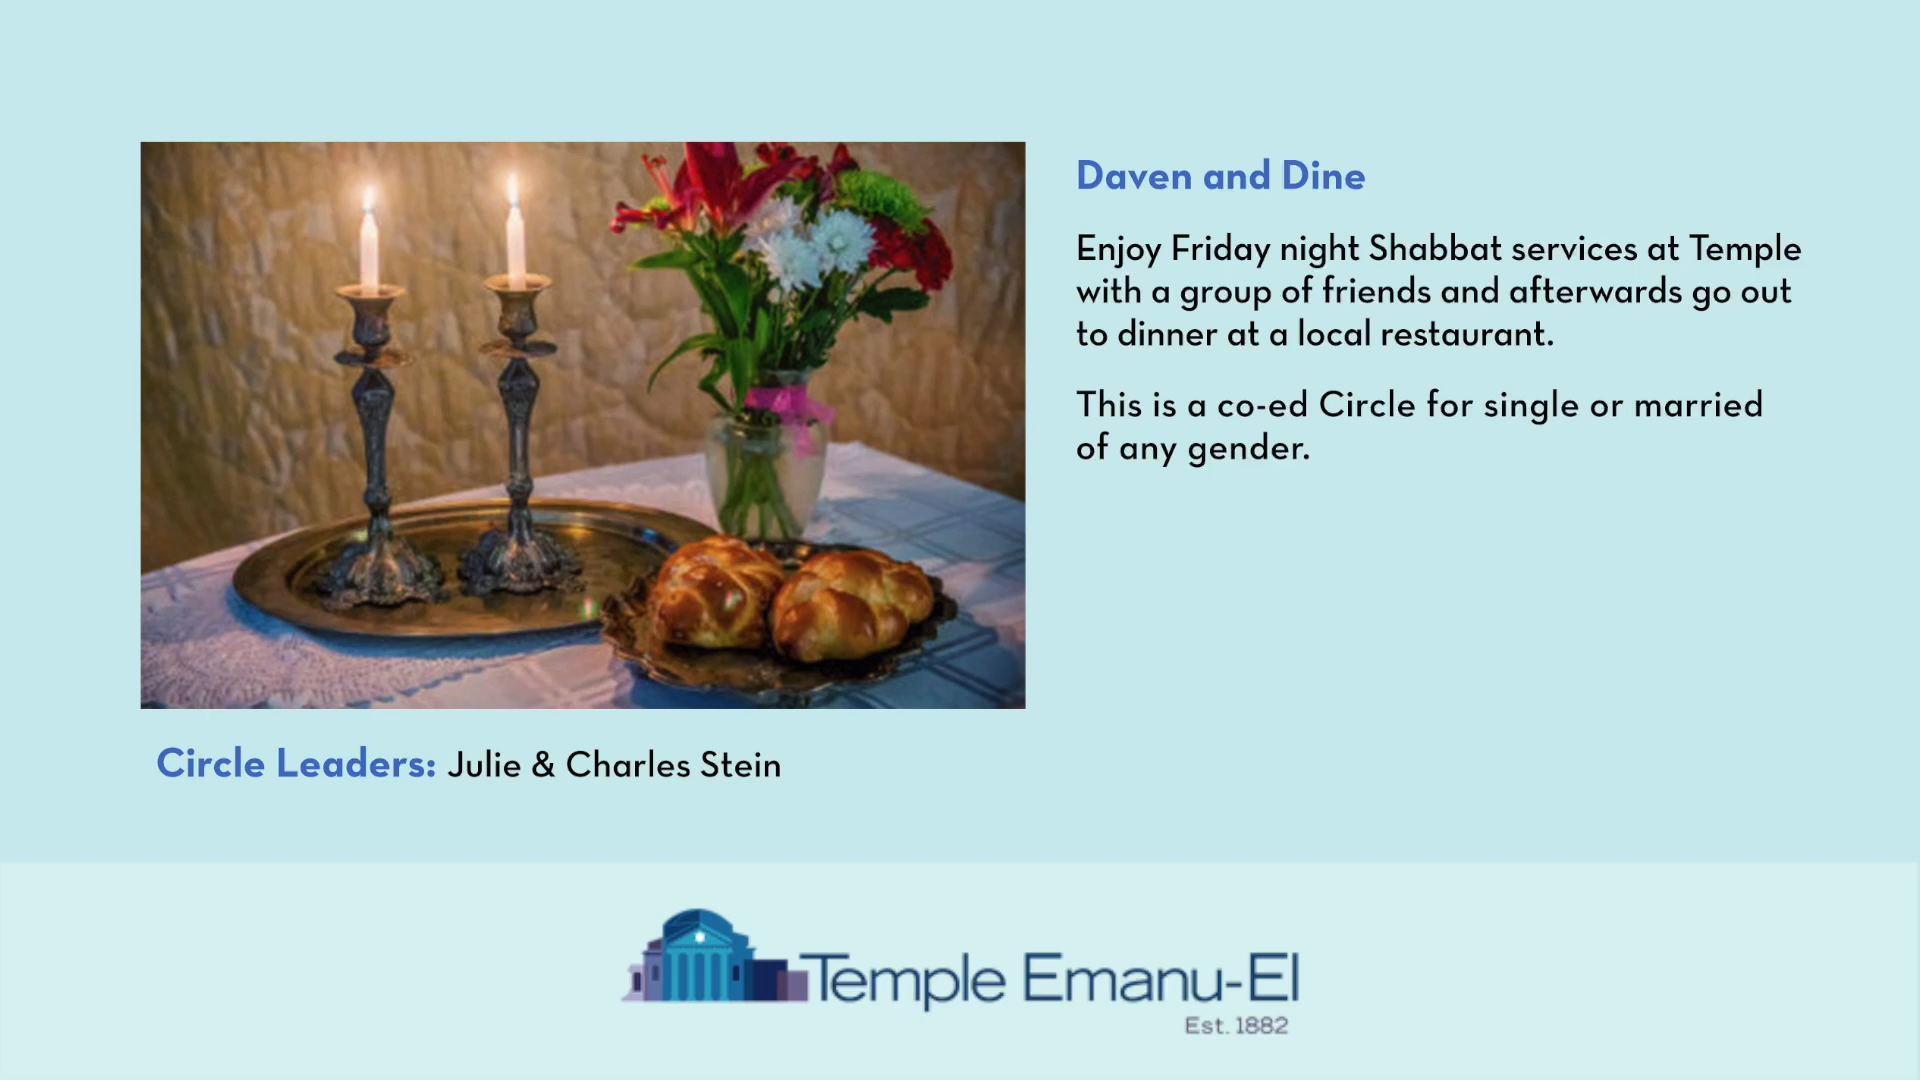 Daven and Dine
Enjoy Friday night Shabbat services at Temple
with a group of friends and afterwards go out
to dinner at a local restaurant.
This is a co-ed Circle for single or married
of any gender.
Circle Leaders: Julie & Charles Stein
Temple Emanu-El
Est. 1882